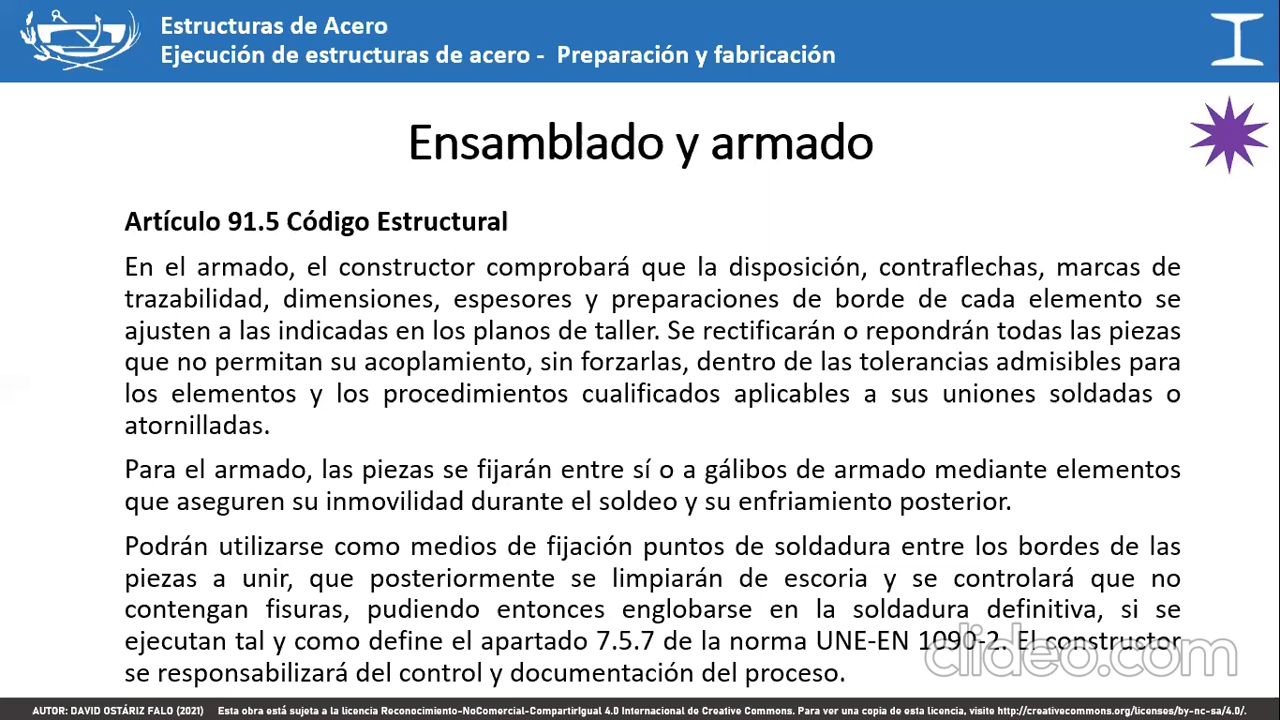 Estructuras de Acero
Ejecución de estructuras de acero - Preparación y fabricación
Ensamblado y armado
Artículo 91.5 Código Estructural
En el armado, el constructor comprobará que la disposición, contraflechas, marcas de
trazabilidad, dimensiones, espesores y preparaciones de borde de cada elemento se
ajusten a las indicadas en los planos de taller. Se rectificarán o repondrán todas las piezas
que no permitan su acoplamiento, sin forzarlas, dentro de las tolerancias admisibles para
los elementos y los procedimientos cualificados aplicables a sus uniones soldadas o
atornilladas.
Para el armado, las piezas se fijarán entre sí o a gálibos de armado mediante elementos
que aseguren su inmovilidad durante el soldeo y su enfriamiento posterior.
Podrán utilizarse como medios de fijación puntos de soldadura entre los bordes de las
piezas a unir, que posteriormente se limpiarán de escoria y se controlará que no
contengan fisuras, pudiendo entonces englobarse en la soldadura definitiva, si se
ejecutan tal y como define el apartado 7.5.7 de la norma UNE-EN 1090-2. El constructor
se responsabilizará del control y documentación del proceso.
clideo.com
AUTOR: DAVID OSTÁRIZ FALO (2021) Esta obra está sujeta a la licencia Reconocimiento-NoComercial-CompartirIgual 4.0 Internacional de Creative Commons. Para ver una copia de esta licencia, visite http://creativecommons.org/licenses/by-nc-sa/4.0/.